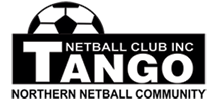 NETBALL CLUB INC
TANGO
NORTHERN NETBALL COMMUNITY